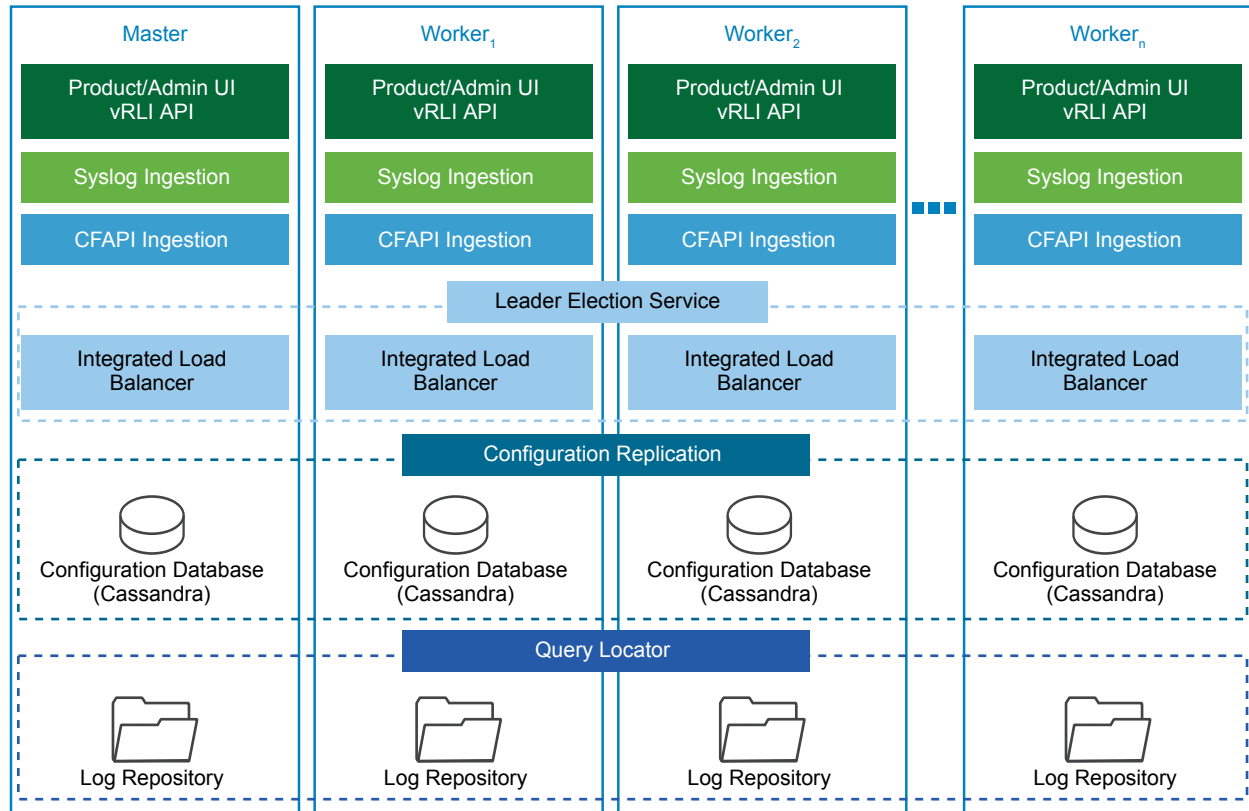 Master
Worker1
Worker2
Workern
Product/Admin UI
vRLI API
Product/Admin UI
vRLI API
Product/Admin UI
vRLI API
Product/Admin UI
vRLI API
Syslog Ingestion
Syslog Ingestion
Syslog Ingestion
Syslog Ingestion
CFAPI Ingestion
CFAPI Ingestion
CFAPI Ingestion
CFAPI Ingestion
Leader Election Service
Integrated Load
Balancer
Integrated Load
Balancer
Integrated Load
Balancer
Integrated Load
Balancer
Configuration Replication
Configuration Database
(Cassandra)
Configuration Database
(Cassandra)
Configuration Database
(Cassandra)
Configuration Database
(Cassandra)
Query Locator
Log Repository
Log Repository
Log Repository
Log Repository